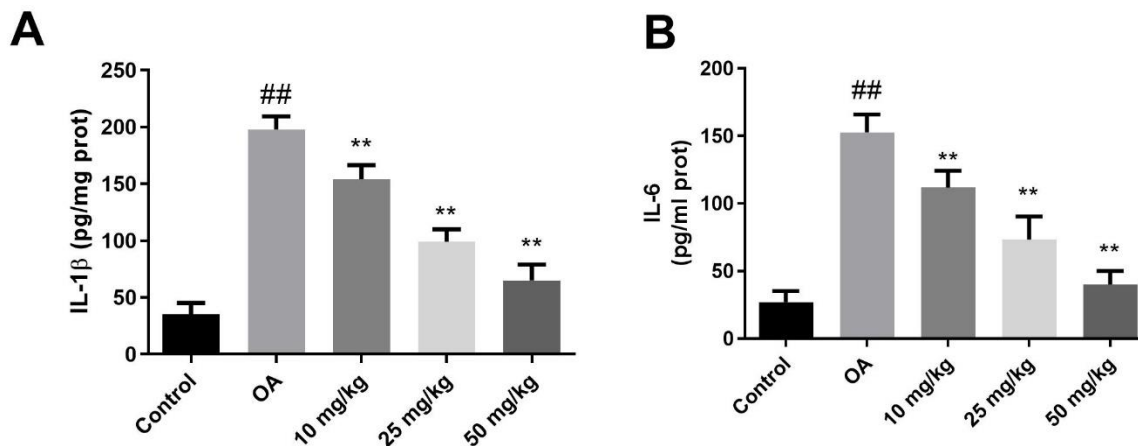 A
IL-1β (pg/mg prot)
250
200
150
100
50
0
##
**
**
**
Control
OA
10 mg/kg
25 mg/kg
50 mg/kg
B
IL-6
(pg/ml prot)
200
150
100
50
0
##
**
**
**
Control
OA
10 mg/kg
25 mg/kg
50 mg/kg